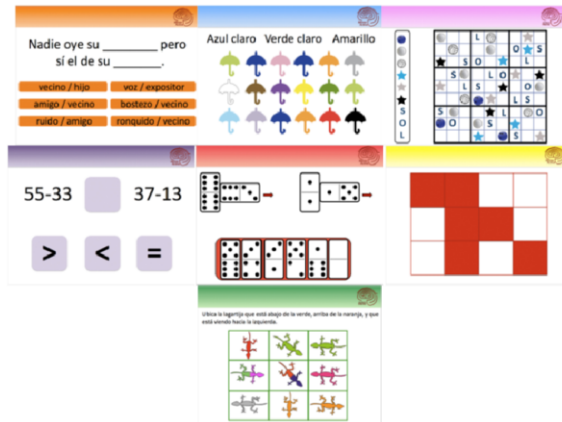 Nadie oye su ________ pero
sí el de su ________.
vecino / hijo
voz / expositor
amigo / vecino
bostezo / vecino
ruido / amigo
ronquido / vecino
Azul claro Verde claro Amarillo
L S
O S
S O L
S L O
L S
L S
S L O
O S
S L
S
O
L
55-33 37-13
> < =
Ubica la lagartija que está abajo de la verde, arriba de la naranja, y que
está viendo hacia la izquierda.